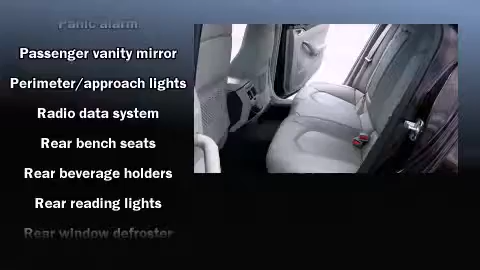 Panic alarm
Passenger vanity mirror
Perimeter/approach lights
Radio data system
Rear bench seats
Rear beverage holders
Rear reading lights
Rear window defroster